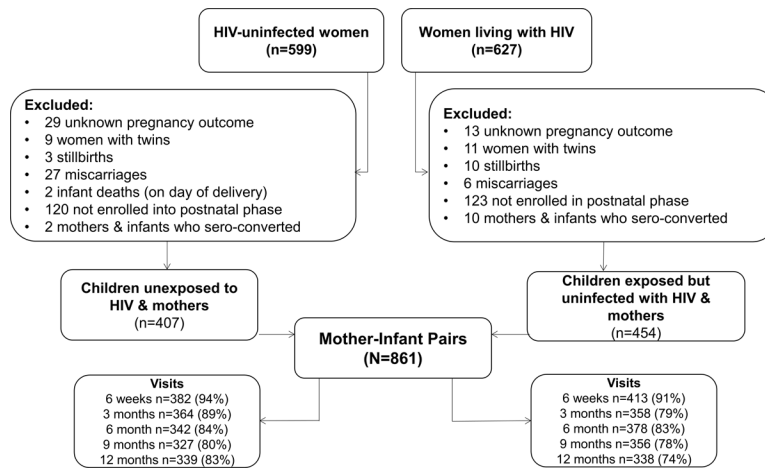 HIV-uninfected women
(n=599)
Women living with HIV
(n=627)
Excluded:
• 29 unknown pregnancy outcome
• 9 women with twins
• 3 stillbirths
• 27 miscarriages
• 2 infant deaths (on day of delivery)
• 120 not enrolled into postnatal phase
• 2 mothers & infants who sero-converted
Excluded:
• 13 unknown pregnancy outcome
• 11 women with twins
• 10 stillbirths
• 6 miscarriages
• 123 not enrolled in postnatal phase
• 10 mothers & infants who sero-converted
Children unexposed to
HIV & mothers
(n=407)
Children exposed but
uninfected with HIV &
mothers
(n=454)
Mother-Infant Pairs
(N=861)
Visits
6 weeks n=382 (94%)
3 months n=364 (89%)
6 month n=342 (84%)
9 months n=327 (80%)
12 months n=339 (83%)
Visits
6 weeks n=413 (91%)
3 months n=358 (79%)
6 month n=378 (83%)
9 months n=356 (78%)
12 months n=338 (74%)